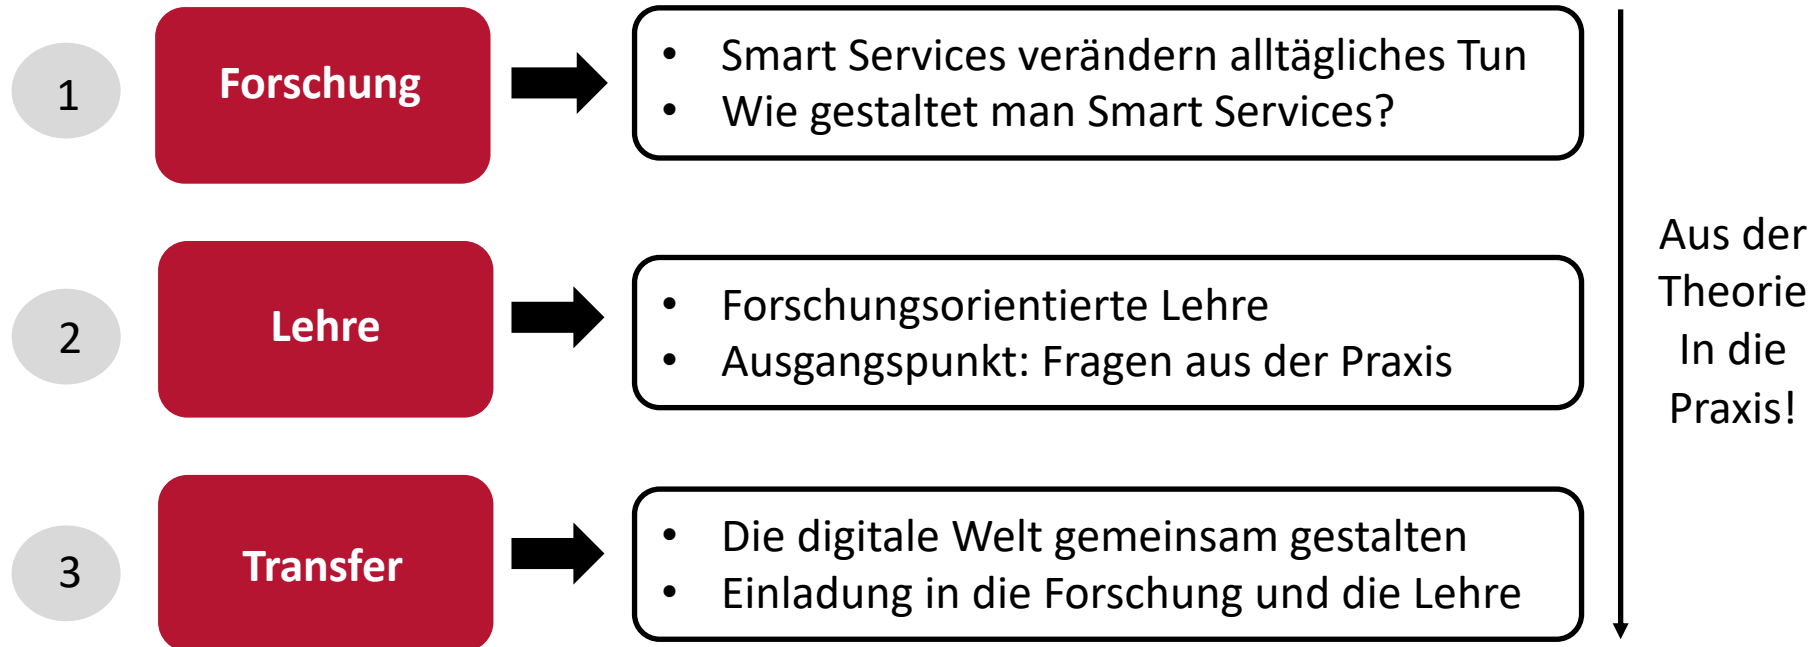 1
Forschung
• Smart Services verändern alltägliches Tun
• Wie gestaltet man Smart Services?
2
Lehre
• Forschungsorientierte Lehre
• Ausgangspunkt: Fragen aus der Praxis
3
Transfer
• Die digitale Welt gemeinsam gestalten
• Einladung in die Forschung und die Lehre
Aus der
Theorie
In die
Praxis!